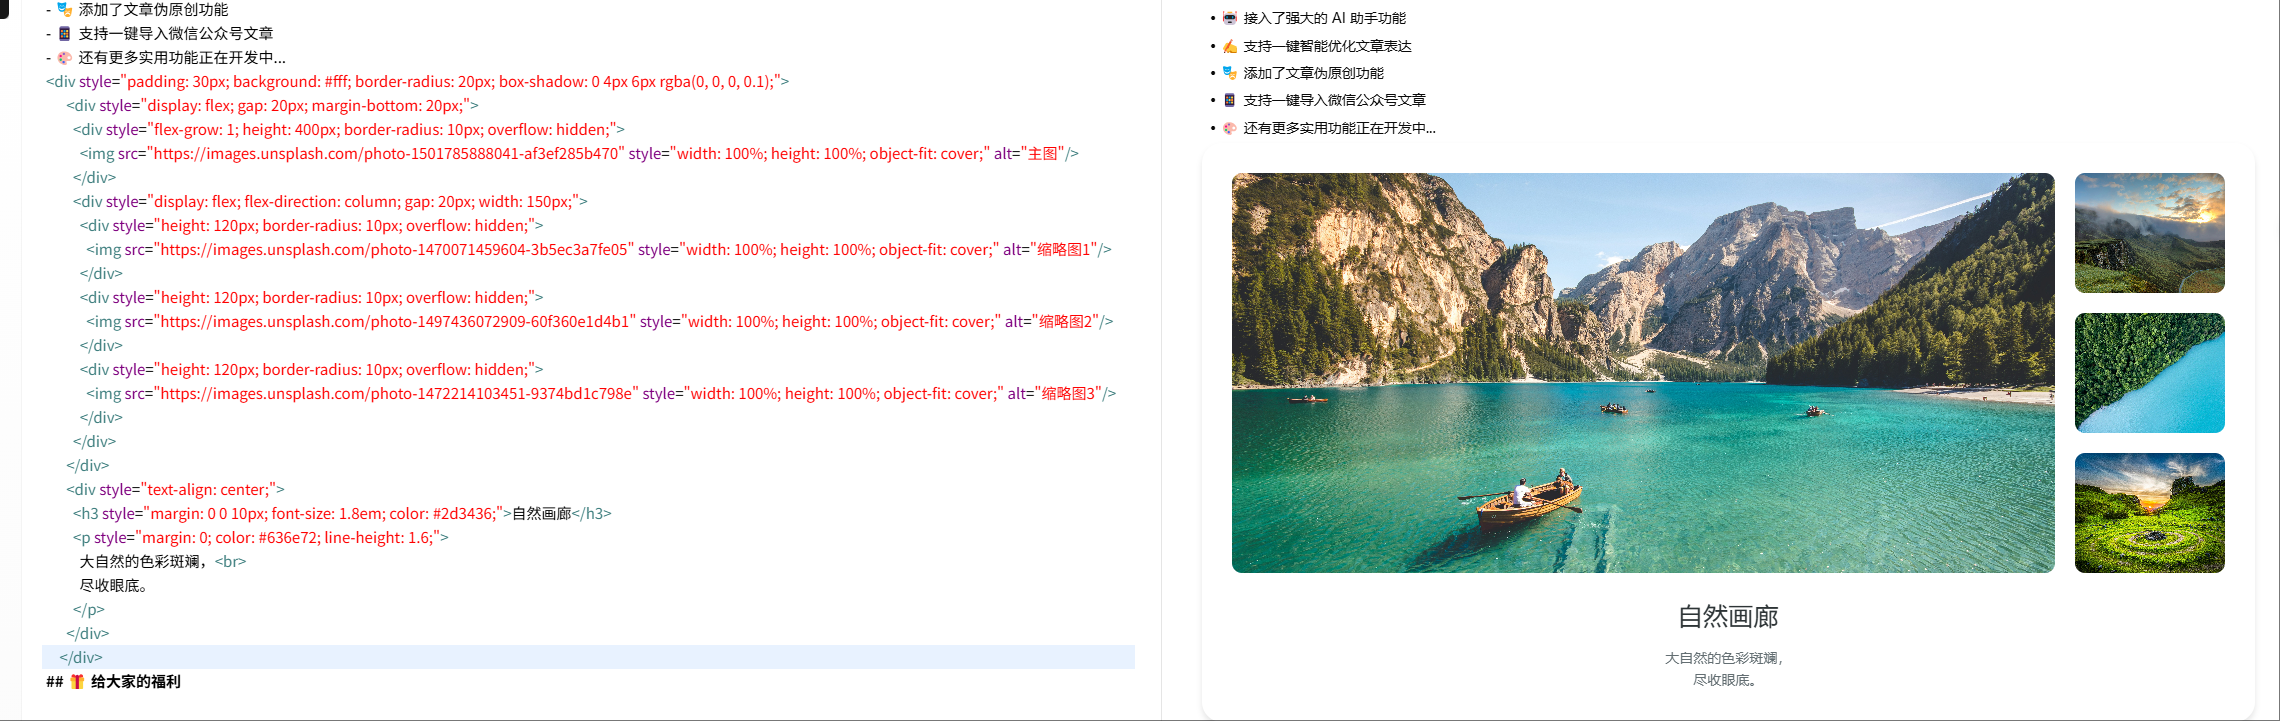 - 🎭 添加了文章伪原创功能
- 📱 支持一键导入微信公众号文章
- 🎨 还有更多实用功能正在开发中...
<div style="padding: 30px; background: #fff; border-radius: 20px; box-shadow: 0 4px 6px rgba(0, 0, 0, 0.1);">
<div style="display: flex; gap: 20px; margin-bottom: 20px;">
<div style="flex-grow: 1; height: 400px; border-radius: 10px; overflow: hidden;">
<img src="https://images.unsplash.com/photo-1501785888041-af3ef285b470" style="width: 100%; height: 100%; object-fit: cover;" alt="主图"/>
</div>
<div style="display: flex; flex-direction: column; gap: 20px; width: 150px;">
<div style="height: 120px; border-radius: 10px; overflow: hidden;">
<img src="https://images.unsplash.com/photo-1470071459604-3b5ec3a7fe05" style="width: 100%; height: 100%; object-fit: cover;" alt="缩略图1"/>
</div>
<div style="height: 120px; border-radius: 10px; overflow: hidden;">
<img src="https://images.unsplash.com/photo-1497436072909-60f360e1d4b1" style="width: 100%; height: 100%; object-fit: cover;" alt="缩略图2"/>
</div>
<div style="height: 120px; border-radius: 10px; overflow: hidden;">
<img src="https://images.unsplash.com/photo-1472214103451-9374bd1c798e" style="width: 100%; height: 100%; object-fit: cover;" alt="缩略图3"/>
</div>
</div>
</div>
<div style="text-align: center;">
<h3 style="margin: 0 0 10px; font-size: 1.8em; color: #2d3436;">自然画廊</h3>
<p style="margin: 0; color: #636e72; line-height: 1.6;">
大自然的色彩斑斓，<br>
尽收眼底。
</p>
</div>
</div>
## 🎁 给大家的福利
• 🤖 接入了强大的 AI 助手功能
• ✍️ 支持一键智能优化文章表达
• 🎭 添加了文章伪原创功能
• 📱 支持一键导入微信公众号文章
• 🎨 还有更多实用功能正在开发中...
自然画廊
大自然的色彩斑斓，
尽收眼底。